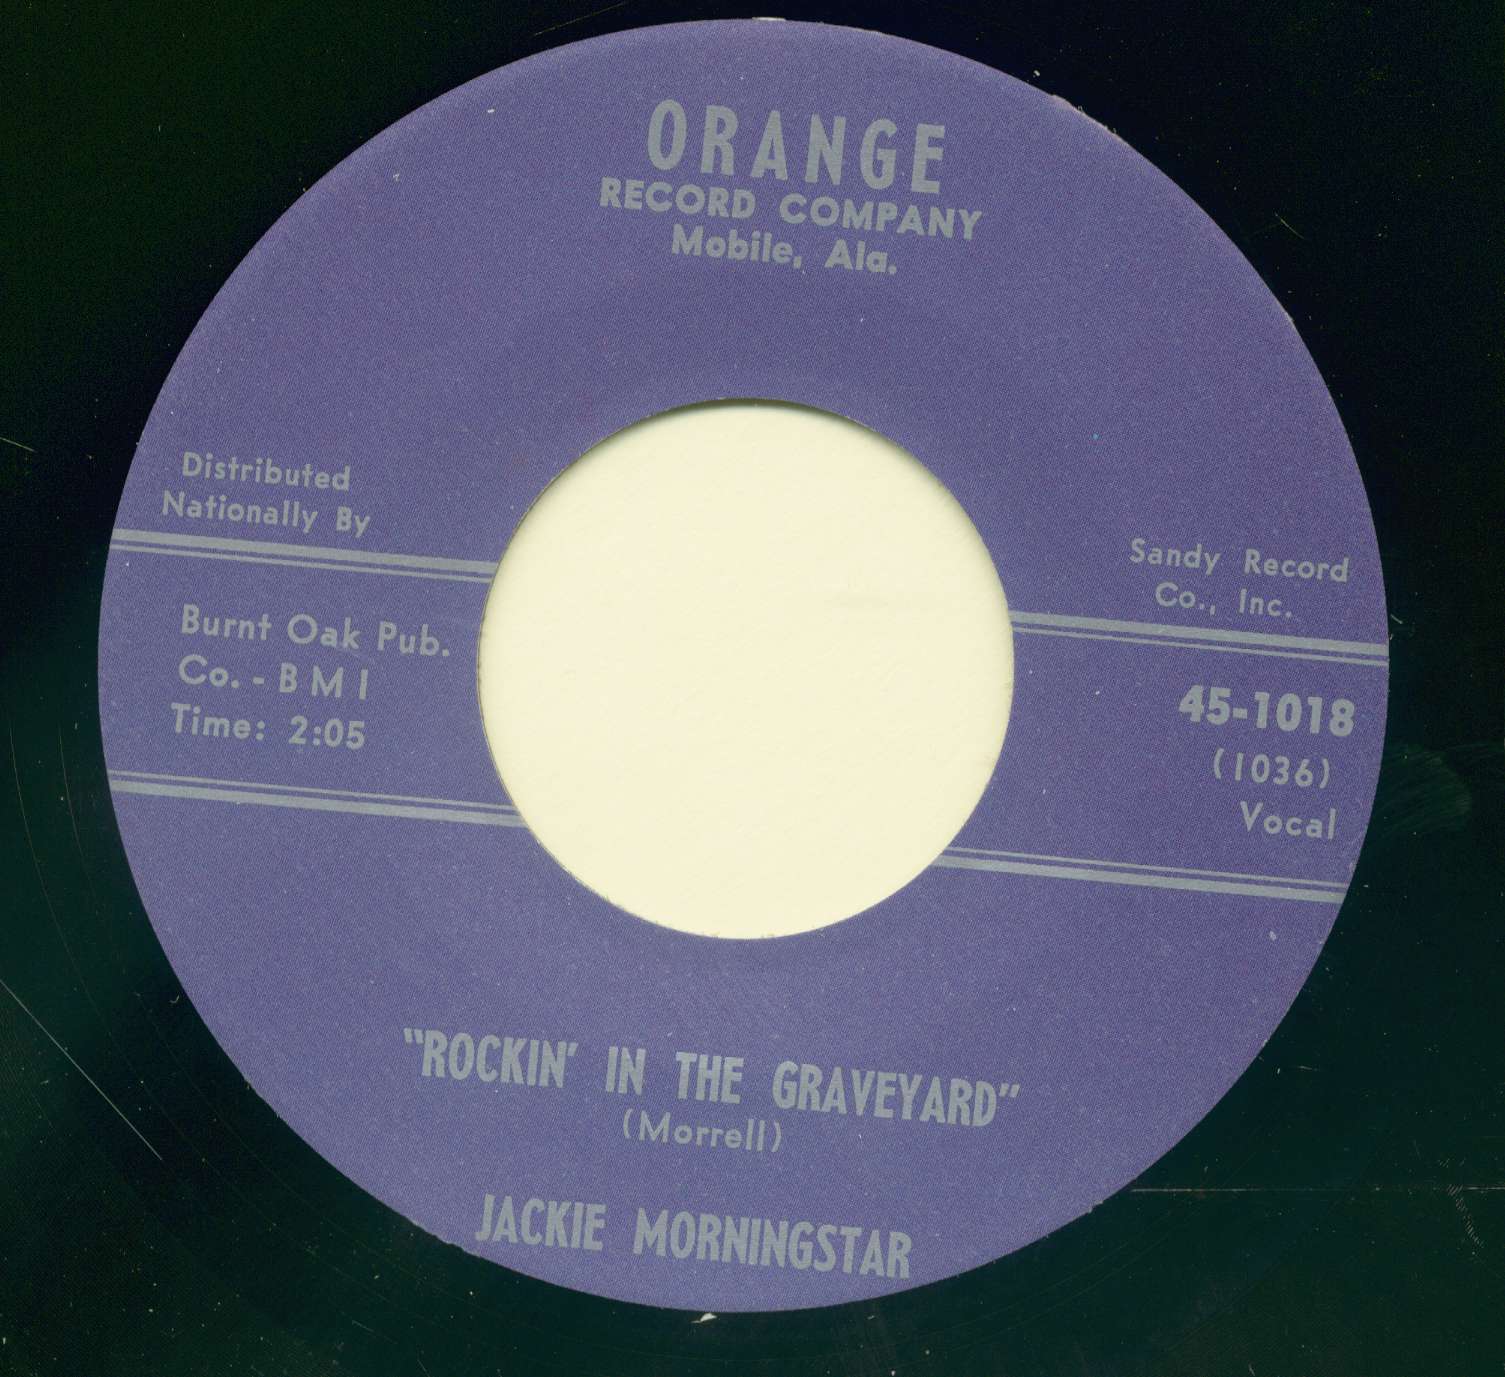 ORANGE
RECORD COMPANY
Mobile, Ala.
Distributed
Nationally By
Sandy Record
Co., Inc.
Burnt Oak Pub.
Co. - B M I
Time: 2:05
45-1018
(1036)
Vocal
"ROCKIN' IN THE GRAVEYARD"
(Morrell)
JACKIE MORNINGSTAR